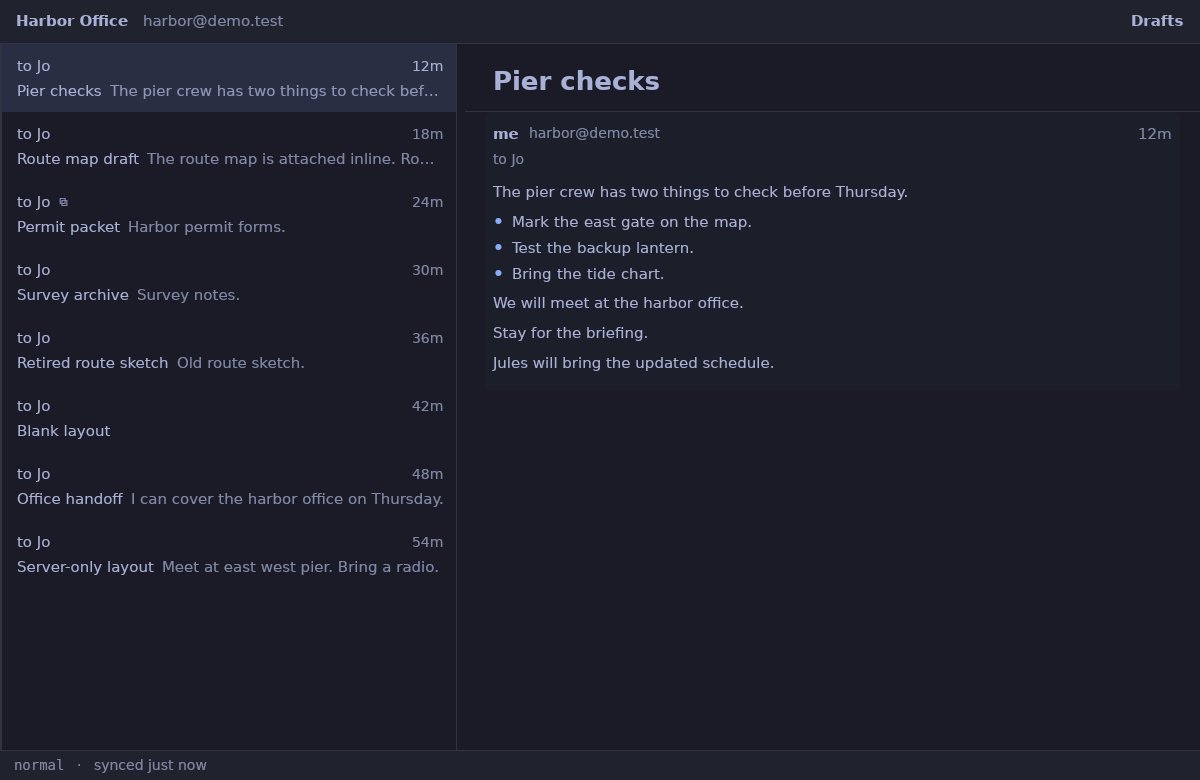 Harbor Office harbor@demo.test Drafts
to Jo 12m
Pier checks The pier crew has two things to check bef…
to Jo 18m
Route map draft The route map is attached inline. Ro…
to Jo 24m
Permit packet Harbor permit forms.
to Jo 30m
Survey archive Survey notes.
to Jo 36m
Retired route sketch Old route sketch.
to Jo 42m
Blank layout
to Jo 48m
Office handoff I can cover the harbor office on Thursday.
to Jo 54m
Server-only layout Meet at east west pier. Bring a radio.
Pier checks
me harbor@demo.test 12m
to Jo
The pier crew has two things to check before Thursday.
• Mark the east gate on the map.
• Test the backup lantern.
• Bring the tide chart.
We will meet at the harbor office.
Stay for the briefing.
Jules will bring the updated schedule.
normal · synced just now